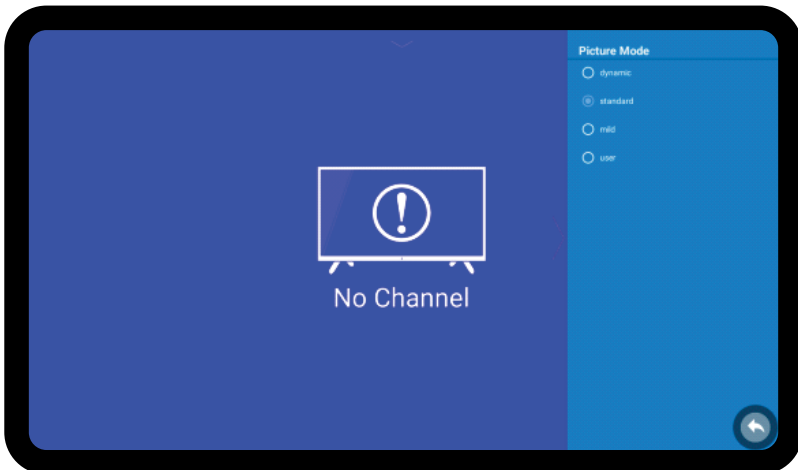 Picture Mode
dynamic
standard
mild
user
No Channel